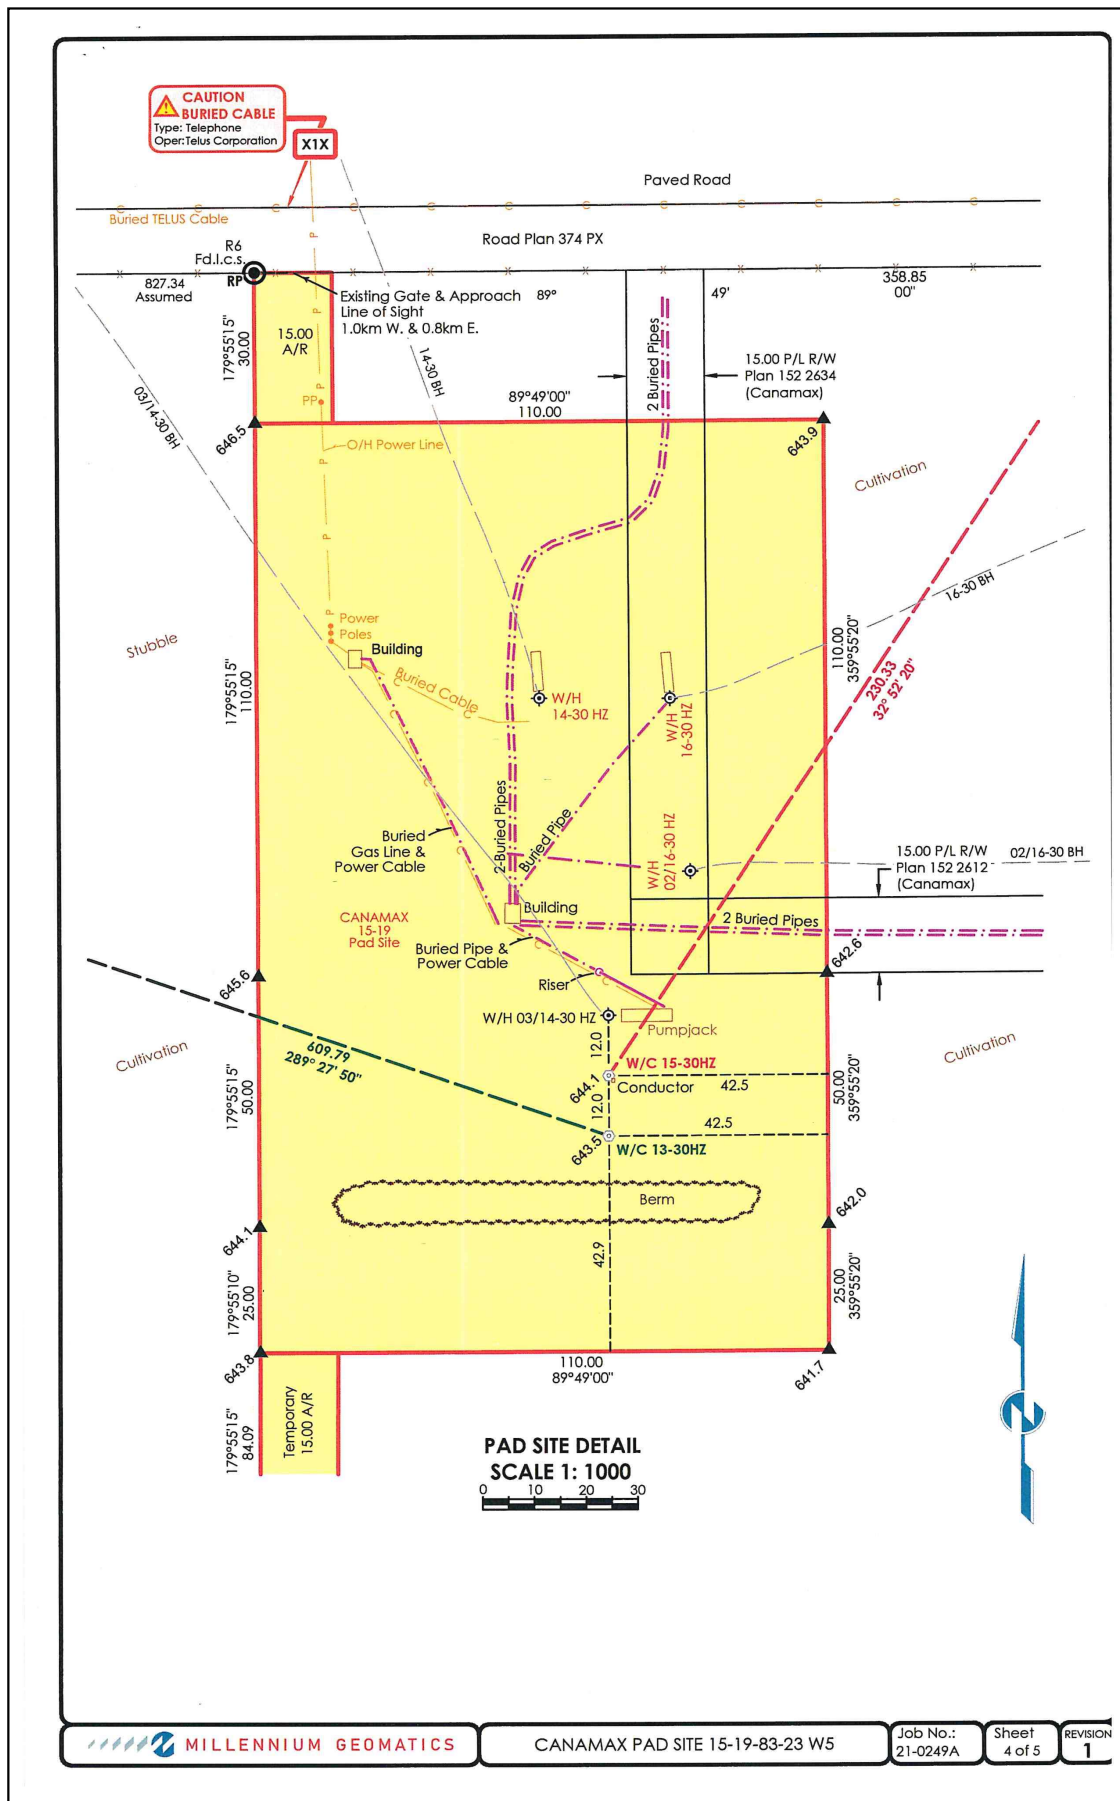 CAUTION
BURIED CABLE
Type: Telephone
Oper:Telus Corporation
X1X
Paved Road
Buried TELUS Cable
Road Plan 374 PX
R6
Fd.I.c.s.
RP
827.34
Assumed
358.85
89° 49' 00"
Existing Gate & Approach
Line of Sight
1.0km W. & 0.8km E.
15.00
A/R
179°55'15"
30.00
PP
P
O/H Power Line
03/14-30 BH
14-30 BH
2 Buried Pipes
15.00 P/L R/W
Plan 152 2634
(Canamax)
89°49'00"
110.00
646.5
643.9
Cultivation
16-30 BH
Stubble
Power
Poles
Building
Buried Cable
C
W/H
14-30 HZ
W/H
16-30 HZ
110.00
359°55'20"
230.33
32° 52' 20"
179°55'15"
110.00
2-Buried Pipes
Buried Pipe
Buried
Gas Line &
Power Cable
W/H
02/16-30 HZ
15.00 P/L R/W
Plan 152 2612
(Canamax)
02/16-30 BH
Building
2 Buried Pipes
CANAMAX
15-19
Pad Site
Buried Pipe &
Power Cable
Riser
645.6
642.6
W/H 03/14-30 HZ
Pumpjack
12.0
W/C 15-30HZ
644.1
Conductor
42.5
12.0
42.5
643.5
W/C 13-30HZ
609.79
289° 27' 50"
Cultivation
Cultivation
179°55'15"
50.00
50.00
359°55'20"
Berm
644.1
642.0
42.9
179°55'10"
25.00
25.00
359°55'20"
643.8
641.7
110.00
89°49'00"
Temporary
15.00 A/R
179°55'15"
84.09
PAD SITE DETAIL
SCALE 1: 1000
0 10 20 30
MILLENNIUM GEOMATICS
CANAMAX PAD SITE 15-19-83-23 W5
Job No.:
21-0249A
Sheet
4 of 5
REVISION
1